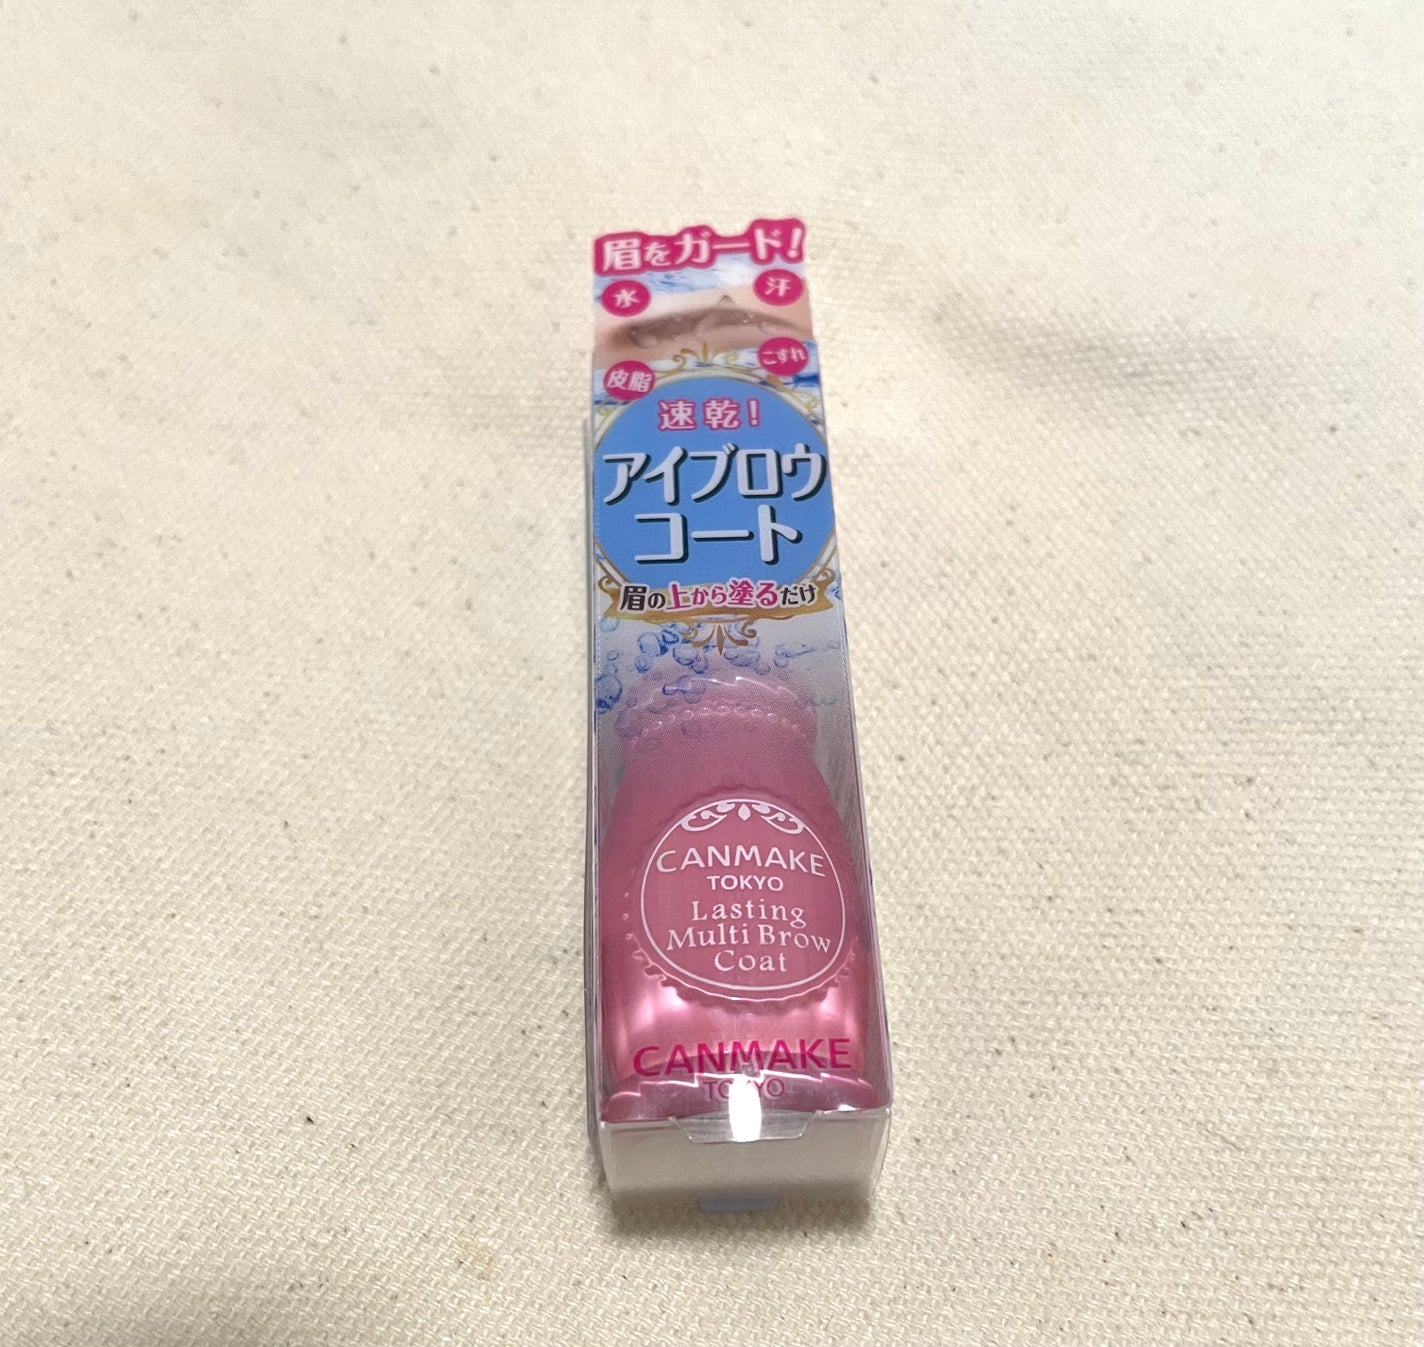 眉をガード!
水
汗
皮脂
こすれ
速乾!
アイブロウ
コート
眉の上から塗るだけ
CANMAKE
TOKYO
Lasting
Multi Brow
Coat
CANMAKE
TOKYO